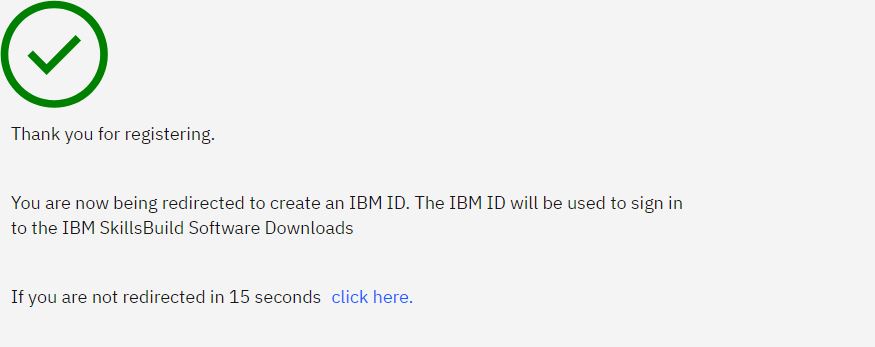 Thank you for registering.
You are now being redirected to create an IBM ID. The IBM ID will be used to sign in
to the IBM SkillsBuild Software Downloads
If you are not redirected in 15 seconds click here.